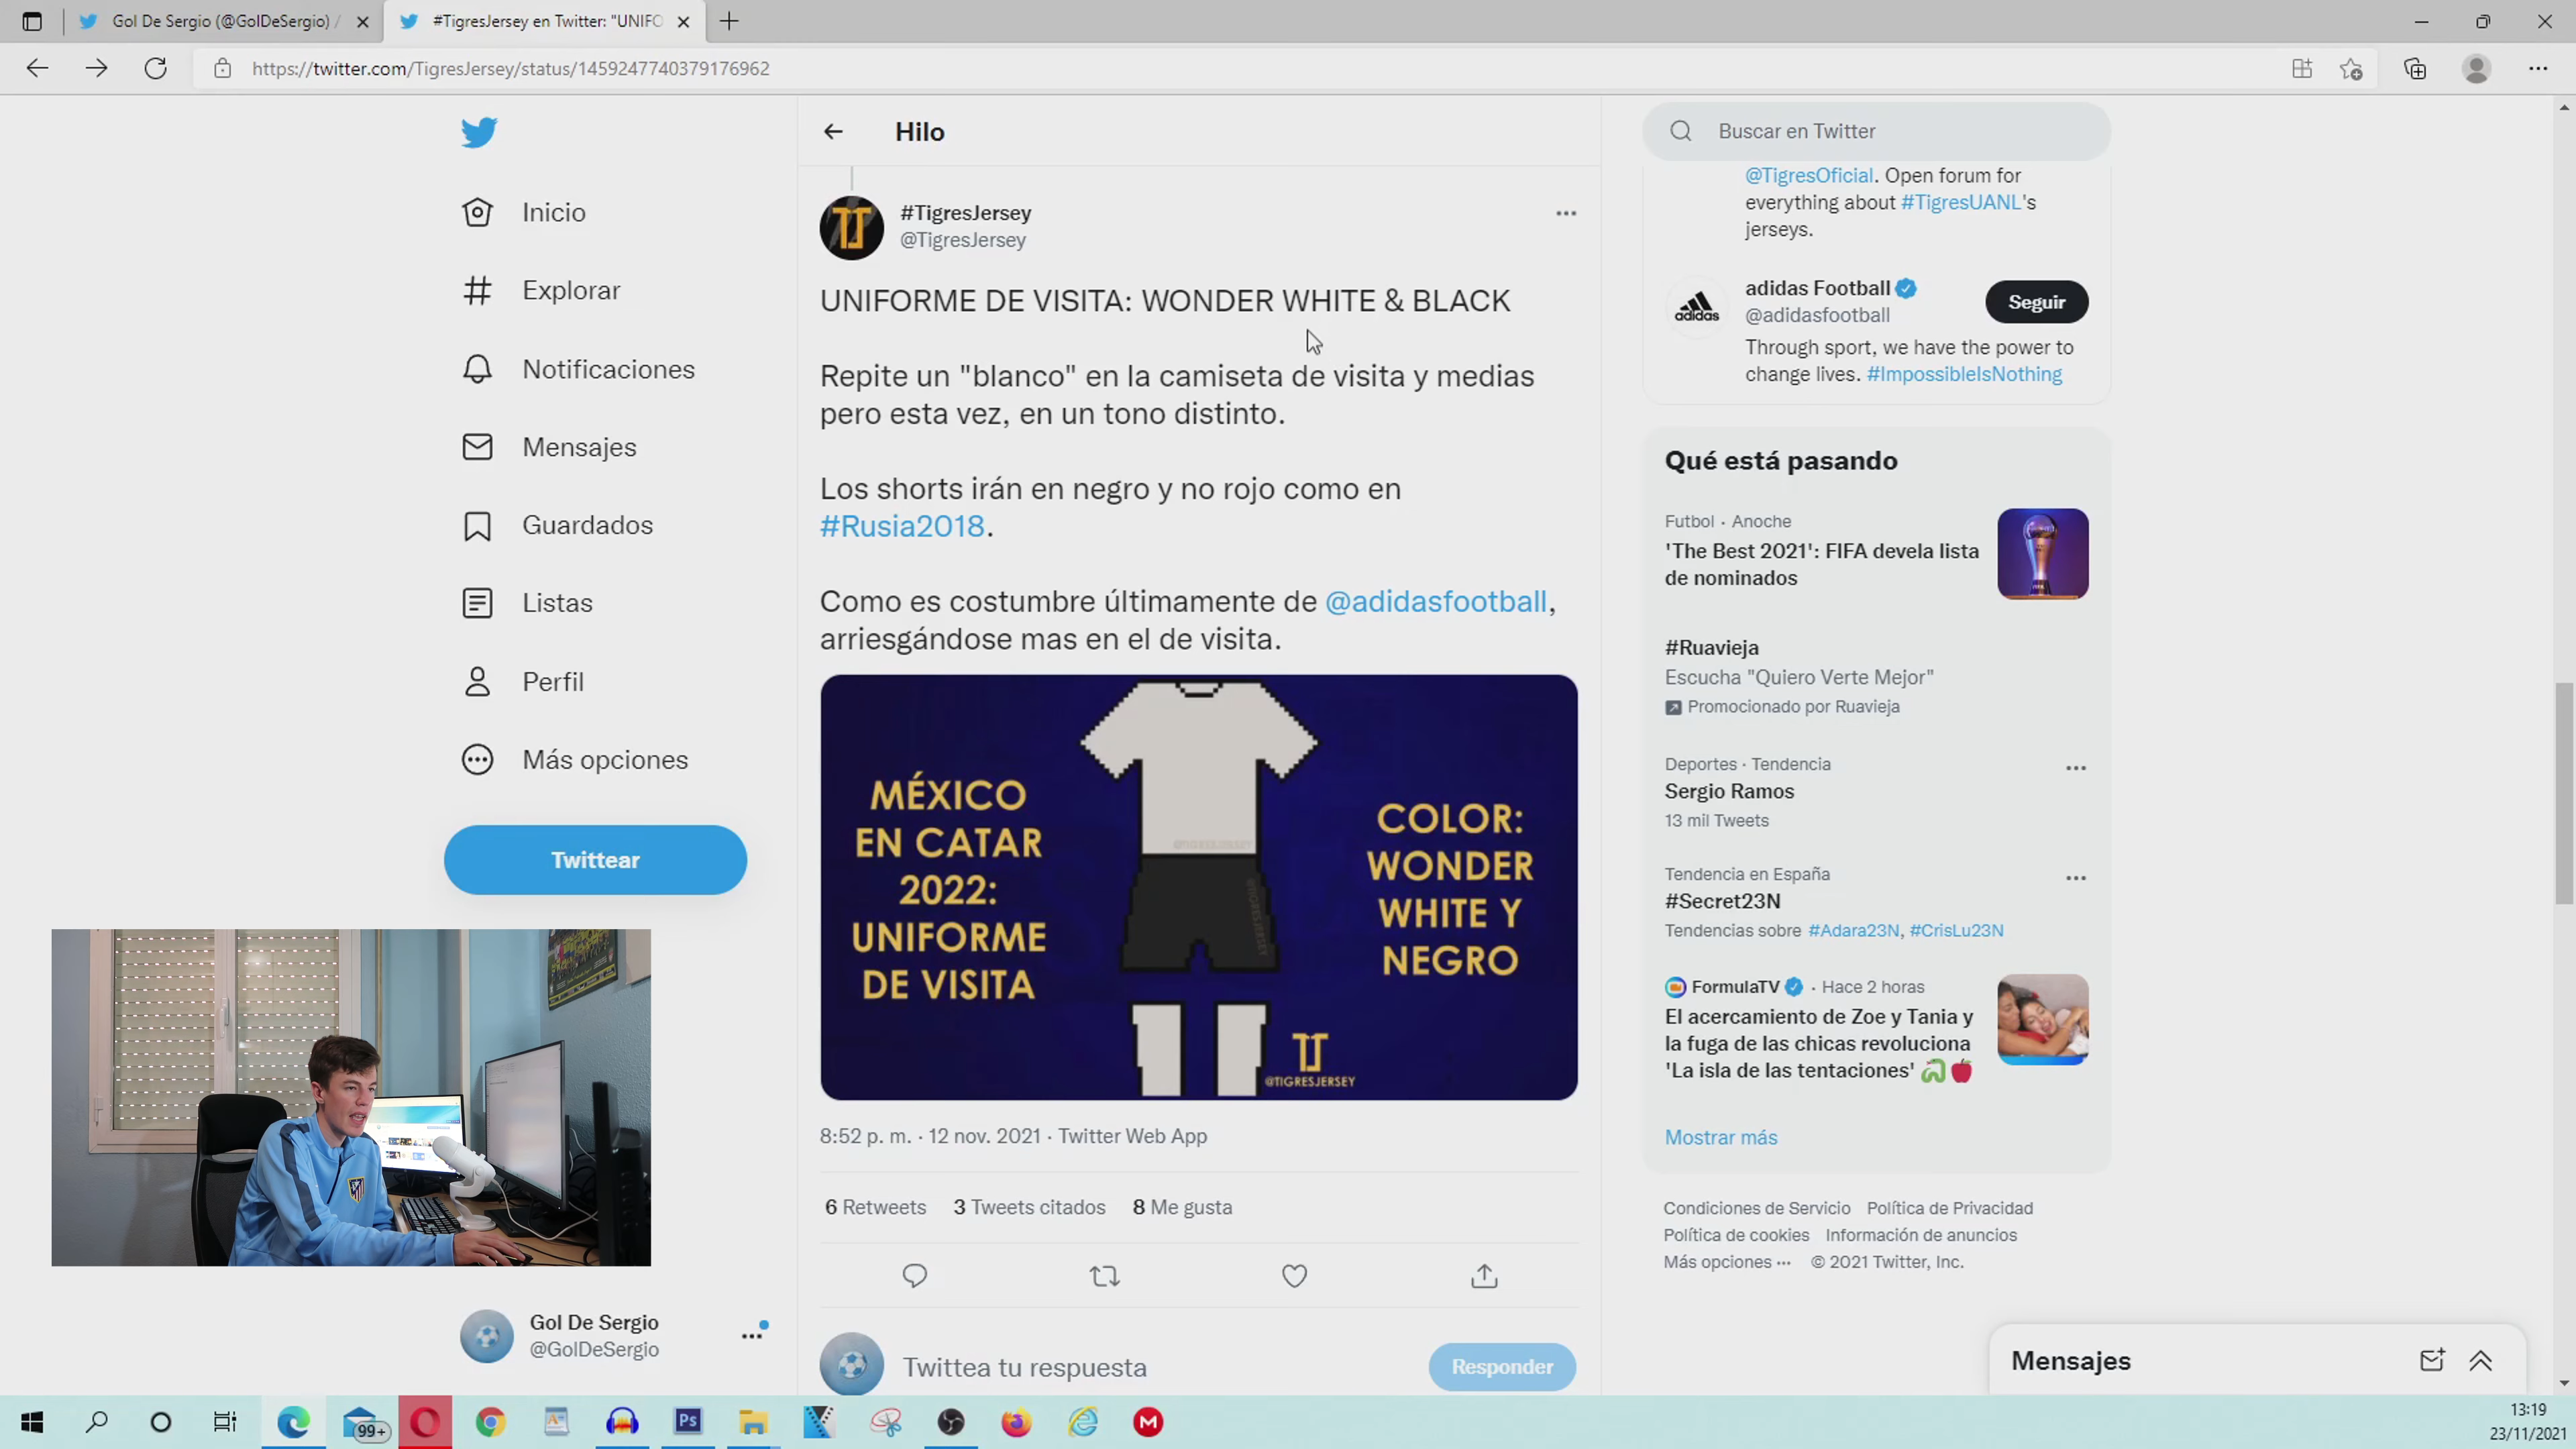 Gol De Sergio (@GolDeSergio) /
#TigresJersey en Twitter: "UNIFO
https://twitter.com/TigresJersey/status/1459247740379176962
Inicio
Explorar
Notificaciones
Mensajes
Guardados
Listas
Perfil
Más opciones
Twittear
Gol De Sergio
@GolDeSergio
Hilo
#TigresJersey
@TigresJersey
UNIFORME DE VISITA: WONDER WHITE & BLACK
Repite un "blanco" en la camiseta de visita y medias
pero esta vez, en un tono distinto.
Los shorts irán en negro y no rojo como en
#Rusia2018.
Como es costumbre últimamente de @adidasfootball,
arriesgándose mas en el de visita.
MÉXICO
EN CATAR
2022:
UNIFORME
DE VISITA
@TIGRESJERSEY
COLOR:
WONDER
WHITE Y
NEGRO
TJ
@TIGRESJERSEY
8:52 p. m. · 12 nov. 2021 · Twitter Web App
6 Retweets 3 Tweets citados 8 Me gusta
Twittea tu respuesta
Responder
Buscar en Twitter
@TigresOficial. Open forum for
everything about #TigresUANL's
jerseys.
adidas
adidas Football
@adidasfootball
Seguir
Through sport, we have the power to
change lives. #ImpossibleIsNothing
Qué está pasando
Futbol · Anoche
'The Best 2021': FIFA devela lista
de nominados
#Ruavieja
Escucha "Quiero Verte Mejor"
Promocionado por Ruavieja
Deportes · Tendencia
Sergio Ramos
13 mil Tweets
Tendencia en España
#Secret23N
Tendencias sobre #Adara23N, #CrisLu23N
FormulaTV · Hace 2 horas
El acercamiento de Zoe y Tania y
la fuga de las chicas revoluciona
'La isla de las tentaciones' 🐍🍎
Mostrar más
Condiciones de Servicio Política de Privacidad
Política de cookies Información de anuncios
Más opciones ··· © 2021 Twitter, Inc.
Mensajes
99+
Ps
13:19
23/11/2021